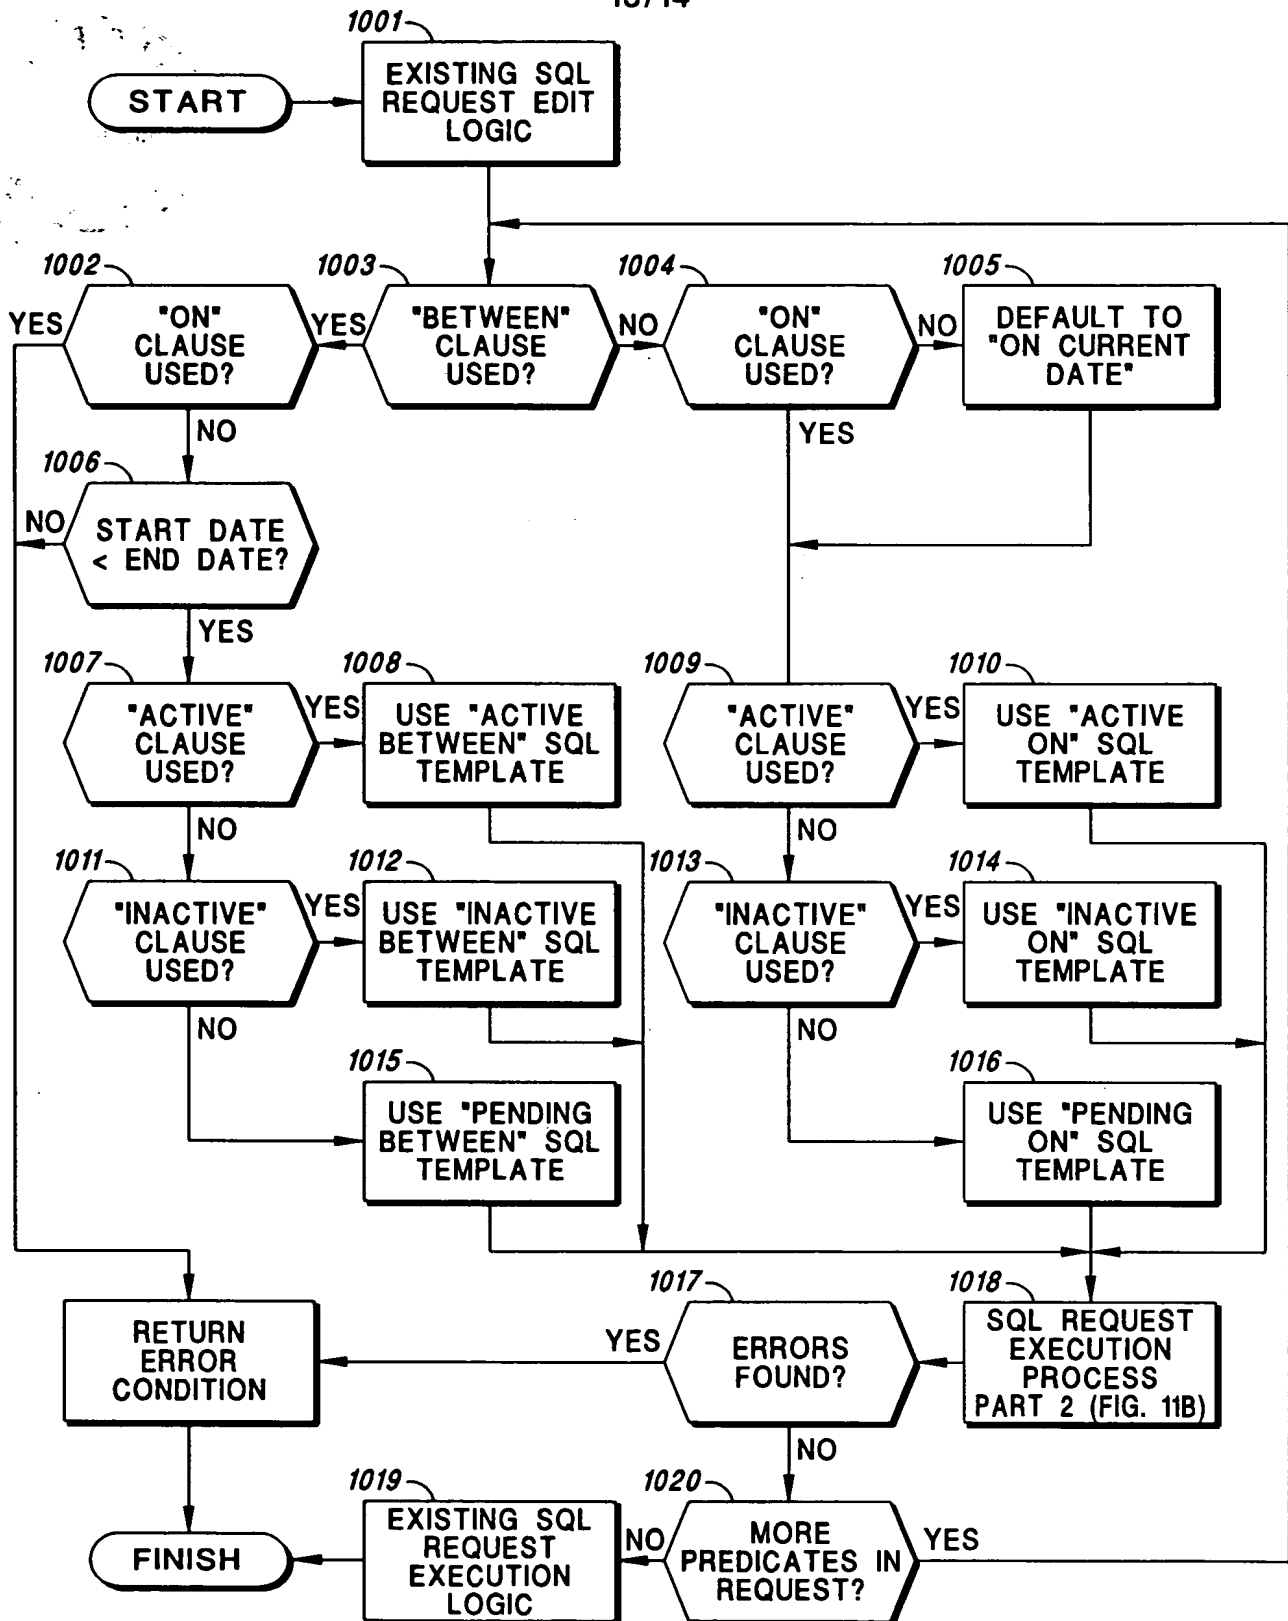 1001
START
EXISTING SQL
REQUEST EDIT
LOGIC
1002
1003
1004
1005
YES
"ON"
CLAUSE
USED?
YES
"BETWEEN"
CLAUSE
USED?
NO
"ON"
CLAUSE
USED?
NO
DEFAULT TO
"ON CURRENT
DATE"
NO
YES
1006
NO
START DATE
< END DATE?
YES
1007
1008
1009
1010
"ACTIVE"
CLAUSE
USED?
YES
USE "ACTIVE
BETWEEN" SQL
TEMPLATE
"ACTIVE"
CLAUSE
USED?
YES
USE "ACTIVE
ON" SQL
TEMPLATE
NO
NO
1011
1012
1013
1014
"INACTIVE"
CLAUSE
USED?
YES
USE "INACTIVE
BETWEEN" SQL
TEMPLATE
"INACTIVE"
CLAUSE
USED?
YES
USE "INACTIVE
ON" SQL
TEMPLATE
NO
NO
1015
1016
USE "PENDING
BETWEEN" SQL
TEMPLATE
USE "PENDING
ON" SQL
TEMPLATE
1017
1018
RETURN
ERROR
CONDITION
YES
ERRORS
FOUND?
SQL REQUEST
EXECUTION
PROCESS
PART 2 (FIG. 11B)
NO
1019
1020
FINISH
EXISTING SQL
REQUEST
EXECUTION
LOGIC
NO
MORE
PREDICATES IN
REQUEST?
YES